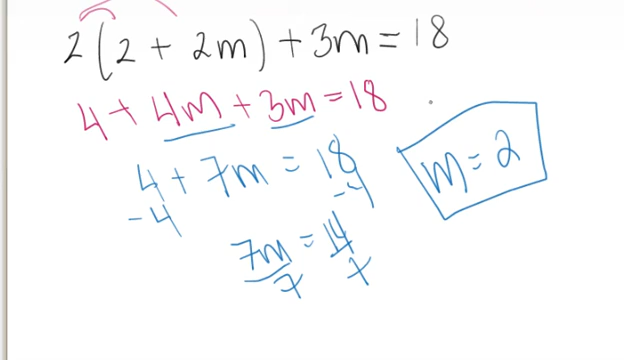 2(2 + 2m) + 3m = 18
4 + 4m + 3m = 18
4 + 7m = 18
-4 -4
7m = 14
7 7
m = 2